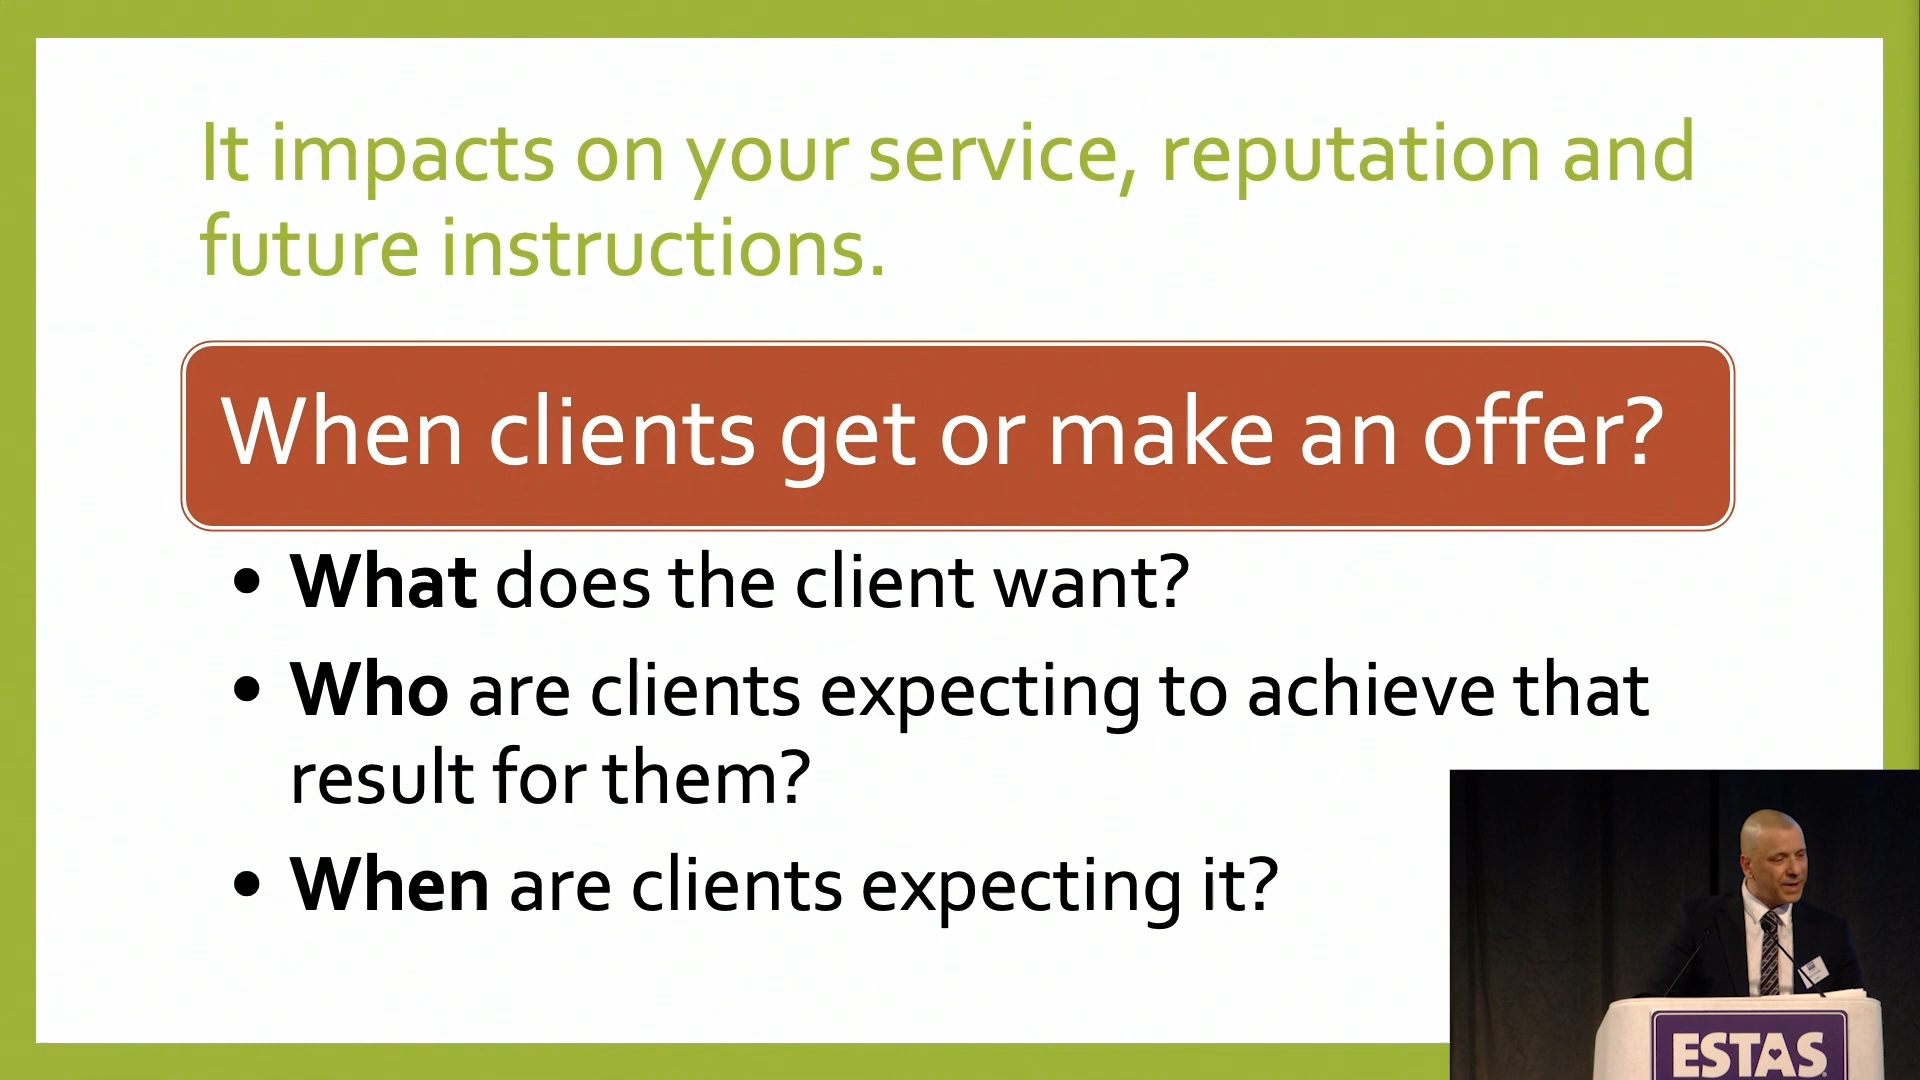 It impacts on your service, reputation and
future instructions.
When clients get or make an offer?
• What does the client want?
• Who are clients expecting to achieve that
result for them?
• When are clients expecting it?
ESTAS